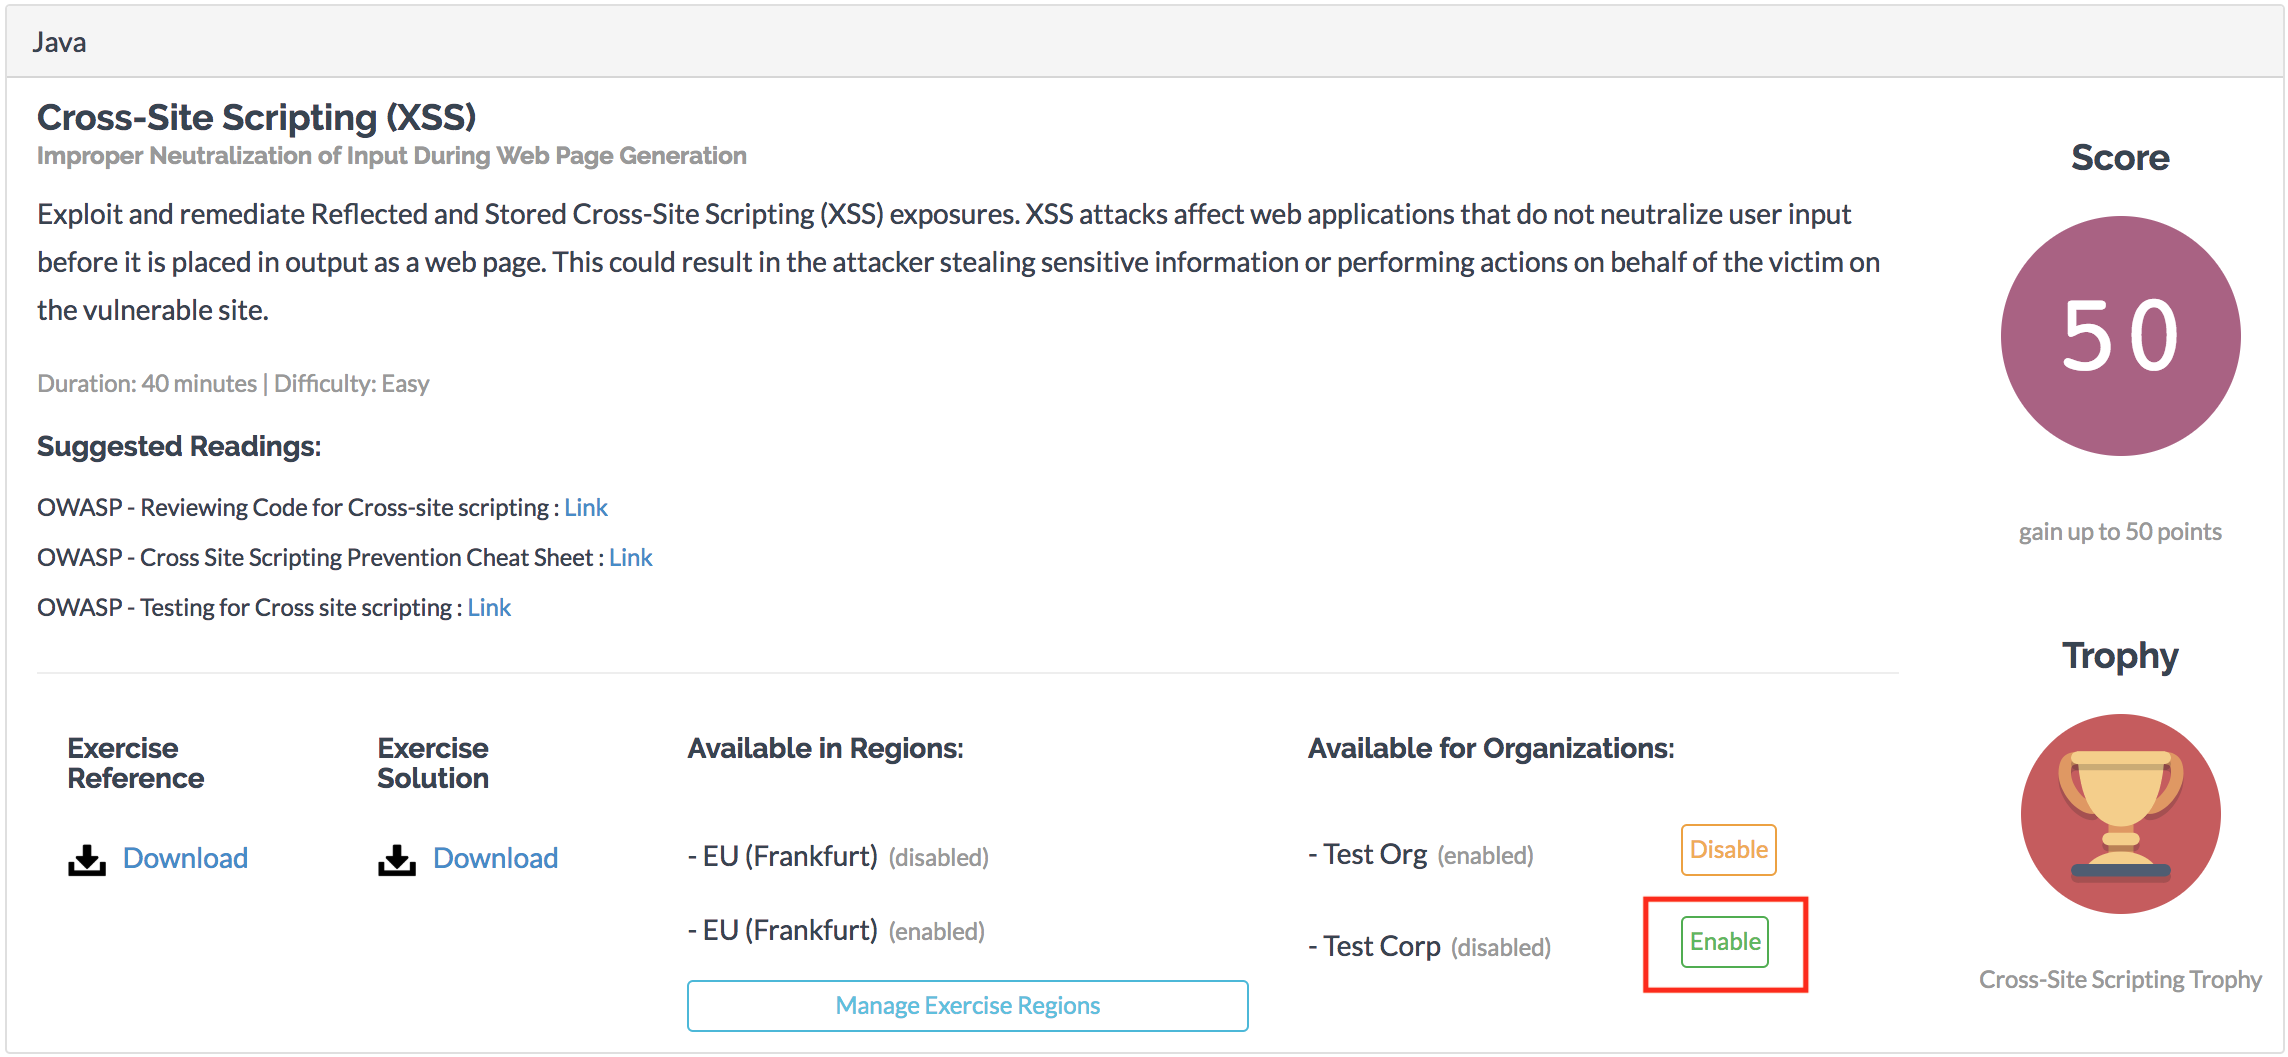 Java
Cross-Site Scripting (XSS)
Improper Neutralization of Input During Web Page Generation
Exploit and remediate Reflected and Stored Cross-Site Scripting (XSS) exposures. XSS attacks affect web applications that do not neutralize user input
before it is placed in output as a web page. This could result in the attacker stealing sensitive information or performing actions on behalf of the victim on
the vulnerable site.
Duration: 40 minutes | Difficulty: Easy
Suggested Readings:
OWASP - Reviewing Code for Cross-site scripting : Link
OWASP - Cross Site Scripting Prevention Cheat Sheet : Link
OWASP - Testing for Cross site scripting : Link
Score
50
gain up to 50 points
Trophy
Cross-Site Scripting Trophy
Exercise
Reference
Download
Exercise
Solution
Download
Available in Regions:
- EU (Frankfurt) (disabled)
- EU (Frankfurt) (enabled)
Manage Exercise Regions
Available for Organizations:
- Test Org (enabled) Disable
- Test Corp (disabled) Enable